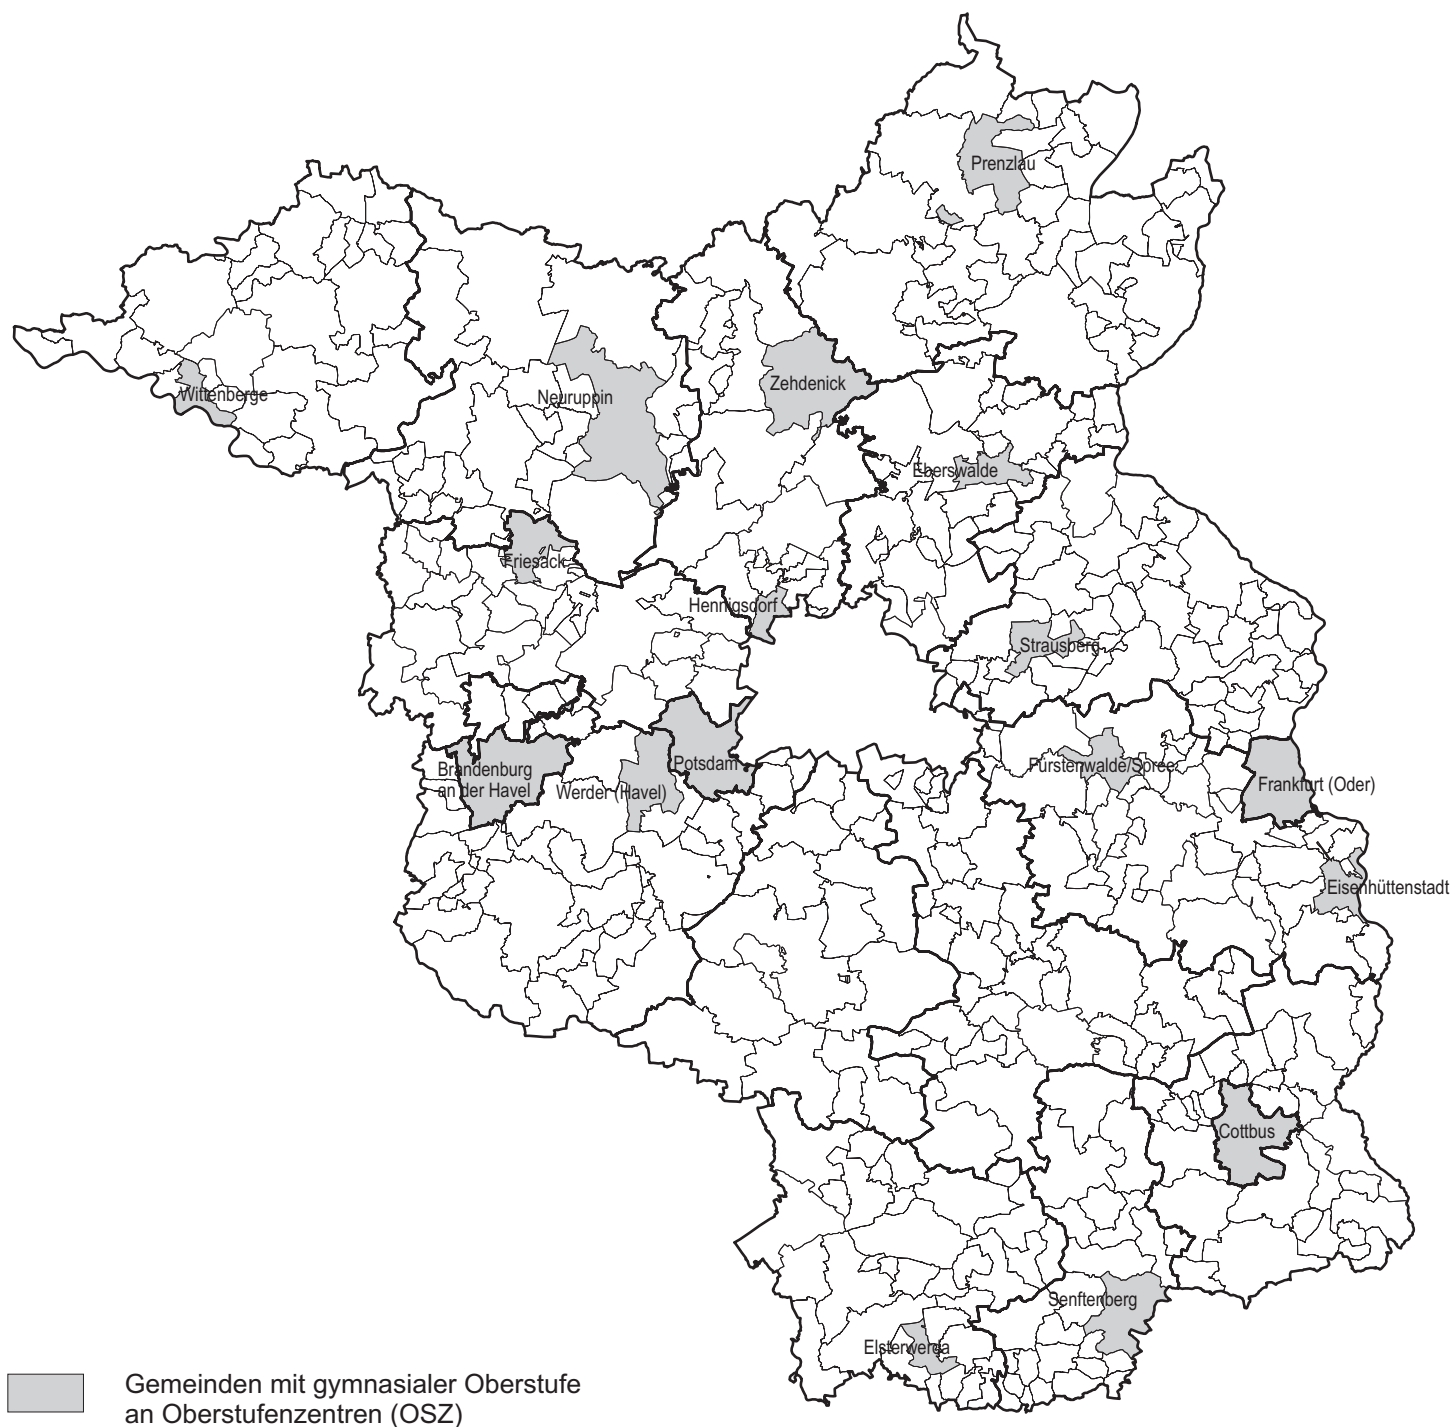 Prenzlau
Wittenberge
Neuruppin
Zehdenick
Eberswalde
Friesack
Hennigsdorf
Strausberg
Brandenburg
an der Havel
Werder (Havel)
Potsdam
Fürstenwalde/Spree
Frankfurt (Oder)
Eisenhüttenstadt
Cottbus
Senftenberg
Elsterwerga
Gemeinden mit gymnasialer Oberstufe
an Oberstufenzentren (OSZ)